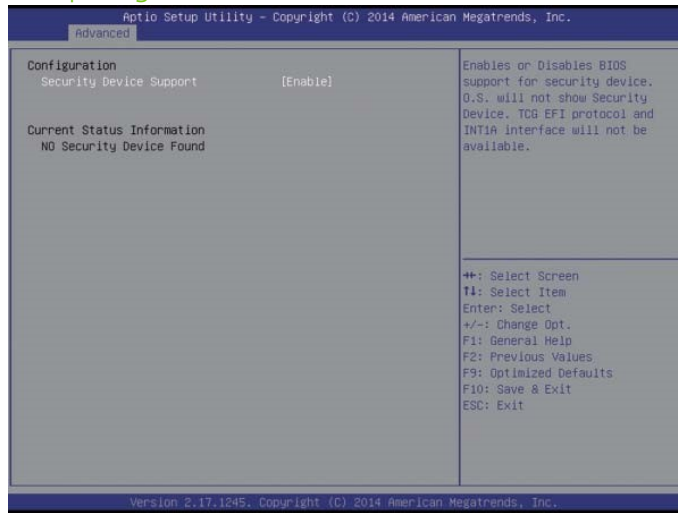 Aptio Setup Utility – Copyright (C) 2014 American Megatrends, Inc.
Advanced
Configuration
Security Device Support [Enable]
Current Status Information
NO Security Device Found
Enables or Disables BIOS
support for security device.
O.S. will not show Security
Device. TCG EFI protocol and
INT1A interface will not be
available.
→←: Select Screen
↑↓: Select Item
Enter: Select
+/-: Change Opt.
F1: General Help
F2: Previous Values
F9: Optimized Defaults
F10: Save & Exit
ESC: Exit
Version 2.17.1245. Copyright (C) 2014 American Megatrends, Inc.